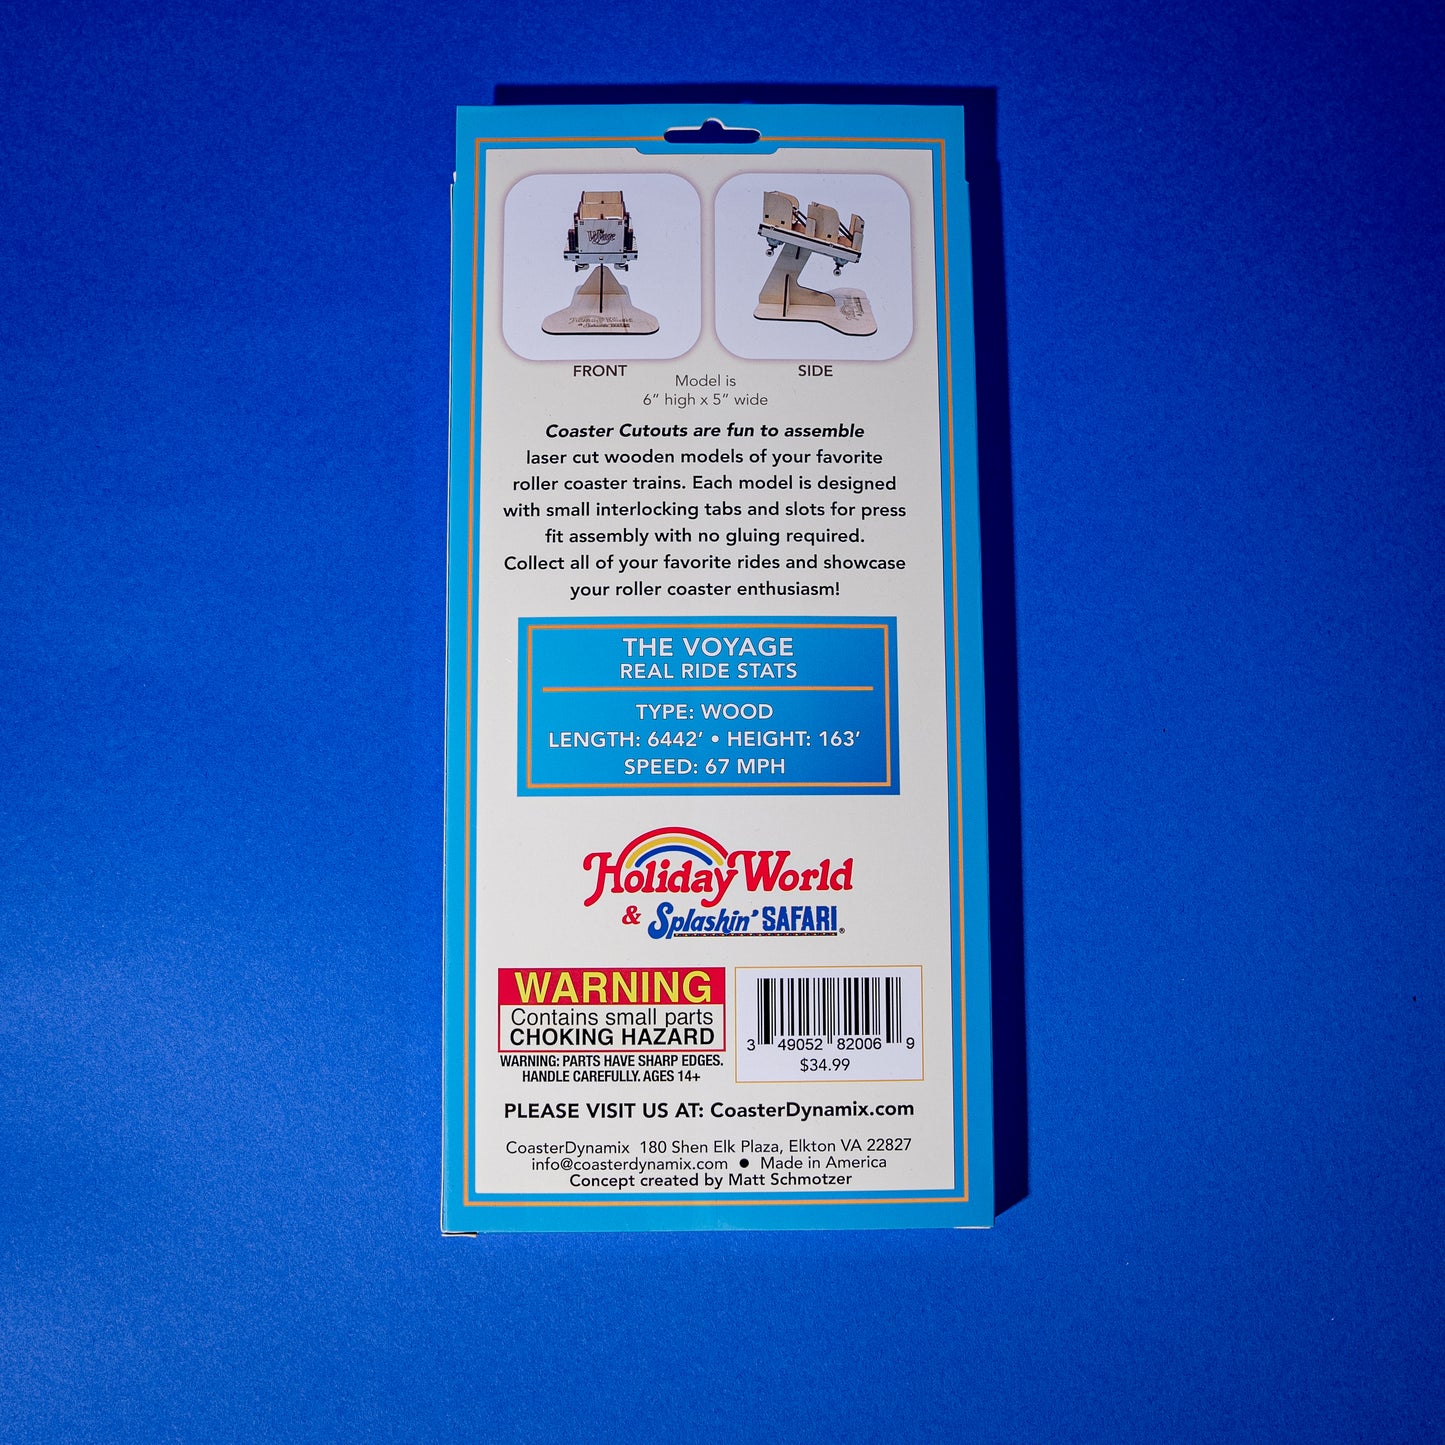 The Voyage
Holiday World
& Splashin' SAFARI
FRONT
SIDE
Model is
6” high x 5” wide
Coaster Cutouts are fun to assemble
laser cut wooden models of your favorite
roller coaster trains. Each model is designed
with small interlocking tabs and slots for press
fit assembly with no gluing required.
Collect all of your favorite rides and showcase
your roller coaster enthusiasm!
THE VOYAGE
REAL RIDE STATS
TYPE: WOOD
LENGTH: 6442’ • HEIGHT: 163’
SPEED: 67 MPH
Holiday World
& Splashin' SAFARI®
WARNING
Contains small parts
CHOKING HAZARD
WARNING: PARTS HAVE SHARP EDGES.
HANDLE CAREFULLY. AGES 14+
3 49052 82006 9
$34.99
PLEASE VISIT US AT: CoasterDynamix.com
CoasterDynamix 180 Shen Elk Plaza, Elkton VA 22827
info@coasterdynamix.com ● Made in America
Concept created by Matt Schmotzer